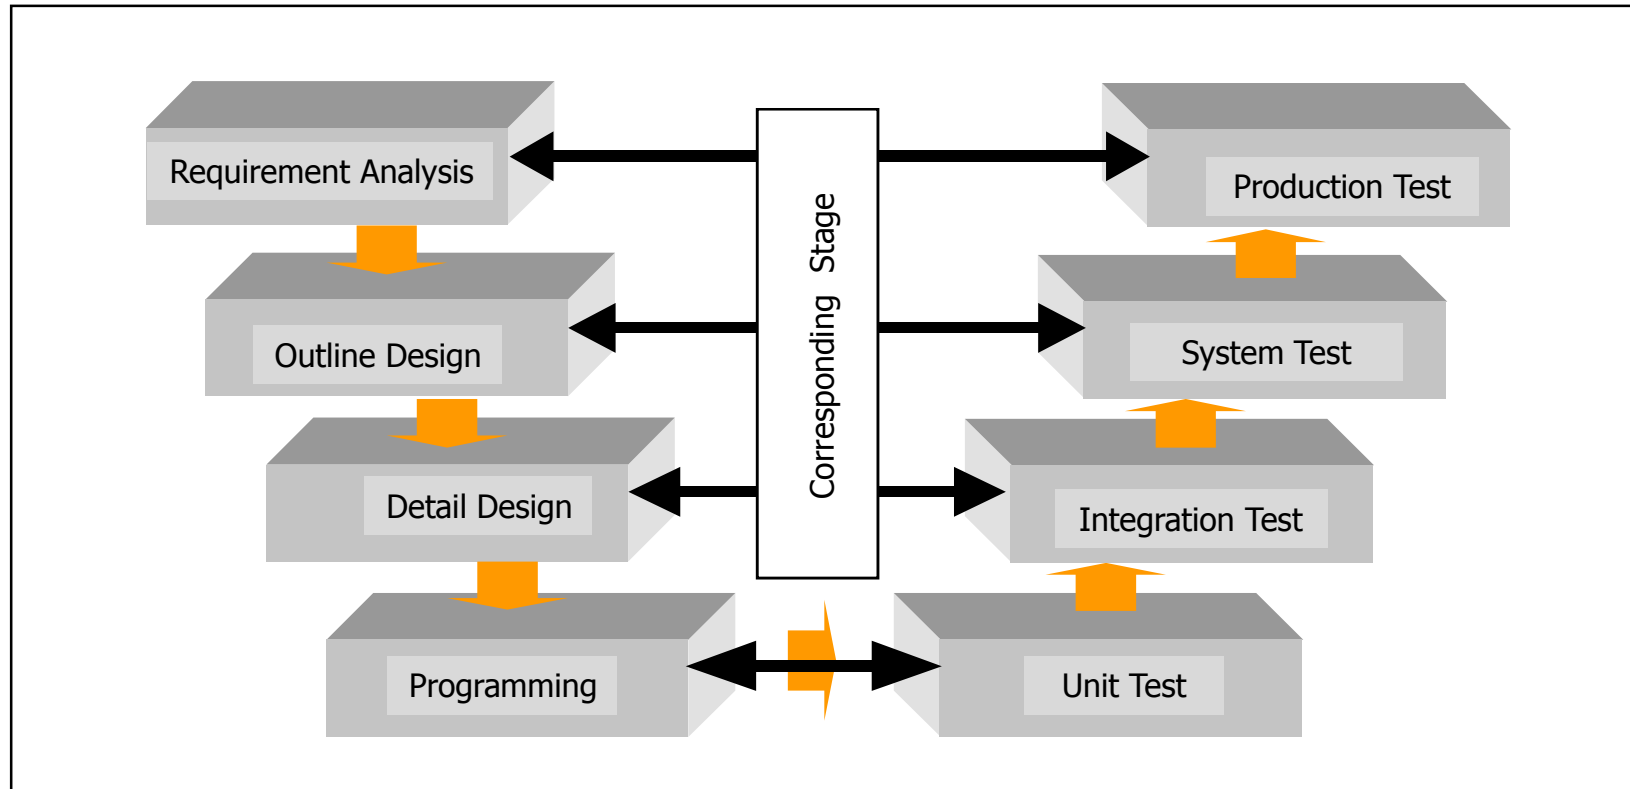 Requirement Analysis
Production Test
Corresponding Stage
Outline Design
System Test
Detail Design
Integration Test
Programming
Unit Test